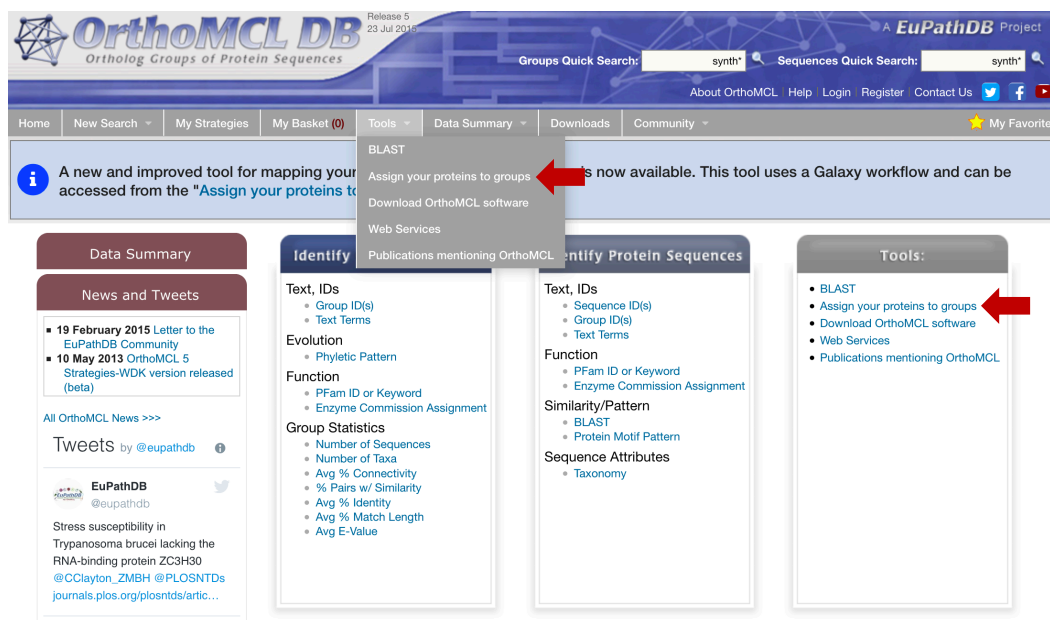 OrthoMCL DB
Ortholog Groups of Protein Sequences
Release 5
23 Jul 2015
A EuPathDB Project
Groups Quick Search: synth*
Sequences Quick Search: synth*
About OrthoMCL | Help | Login | Register | Contact Us
Home
New Search
My Strategies
My Basket (0)
Tools
Data Summary
Downloads
Community
My Favorite
BLAST
Assign your proteins to groups
Download OrthoMCL software
Web Services
Publications mentioning OrthoMCL
A new and improved tool for mapping your
s now available. This tool uses a Galaxy workflow and can be
accessed from the "Assign your proteins to
Data Summary
News and Tweets
19 February 2015 Letter to the
EuPathDB Community
10 May 2013 OrthoMCL 5
Strategies-WDK version released
(beta)
All OrthoMCL News >>>
Tweets by @eupathdb
EuPathDB
@eupathdb
Stress susceptibility in
Trypanosoma brucei lacking the
RNA-binding protein ZC3H30
@CClayton_ZMBH @PLOSNTDs
journals.plos.org/plosntds/artic…
Identify
Text, IDs
Group ID(s)
Text Terms
Evolution
Phyletic Pattern
Function
PFam ID or Keyword
Enzyme Commission Assignment
Group Statistics
Number of Sequences
Number of Taxa
Avg % Connectivity
% Pairs w/ Similarity
Avg % Identity
Avg % Match Length
Avg E-Value
entify Protein Sequences
Text, IDs
Sequence ID(s)
Group ID(s)
Text Terms
Function
PFam ID or Keyword
Enzyme Commission Assignment
Similarity/Pattern
BLAST
Protein Motif Pattern
Sequence Attributes
Taxonomy
Tools:
BLAST
Assign your proteins to groups
Download OrthoMCL software
Web Services
Publications mentioning OrthoMCL